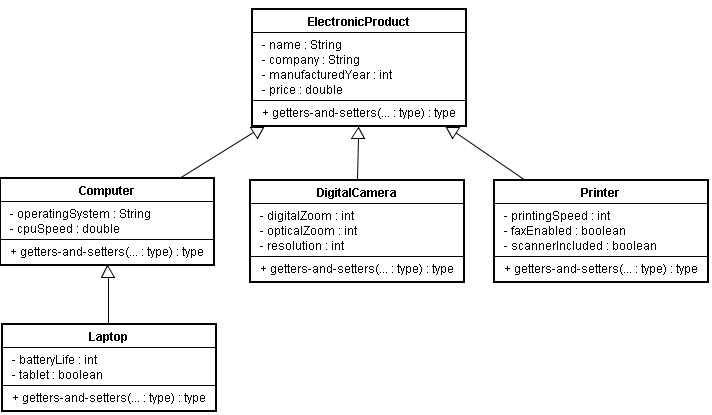 ElectronicProduct
- name : String
- company : String
- manufacturedYear : int
- price : double
+ getters-and-setters(... : type) : type
Computer
- operatingSystem : String
- cpuSpeed : double
+ getters-and-setters(... : type) : type
DigitalCamera
- digitalZoom : int
- opticalZoom : int
- resolution : int
+ getters-and-setters(... : type) : type
Printer
- printingSpeed : int
- faxEnabled : boolean
- scannerIncluded : boolean
+ getters-and-setters(... : type) : type
Laptop
- batteryLife : int
- tablet : boolean
+ getters-and-setters(... : type) : type